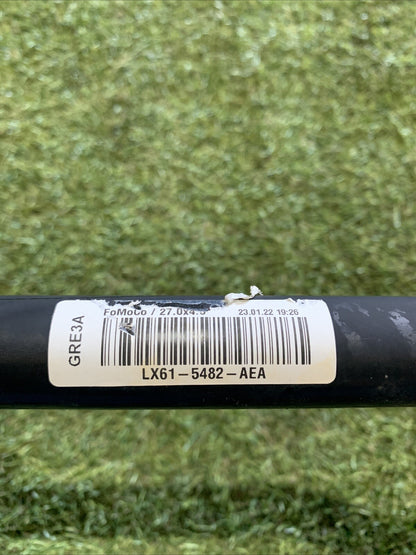 GRE3A
FoMoCo / 27.0x4.5 23.01.22 19:26
LX61-5482-AEA